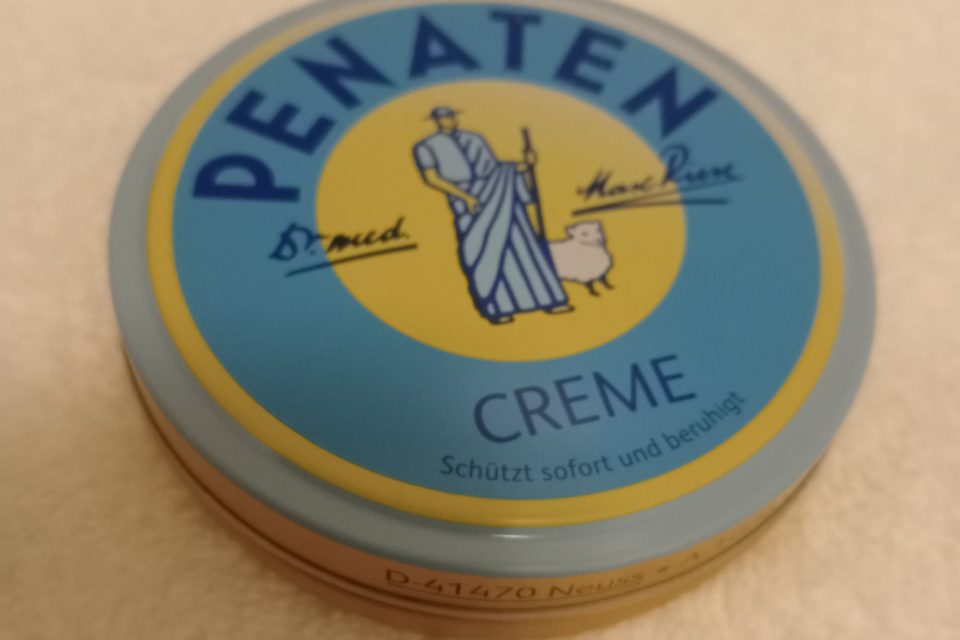 PENATEN
Dr. med.
Max Riese
CREME
Schützt sofort und beruhigt
D-41470 Neuss •